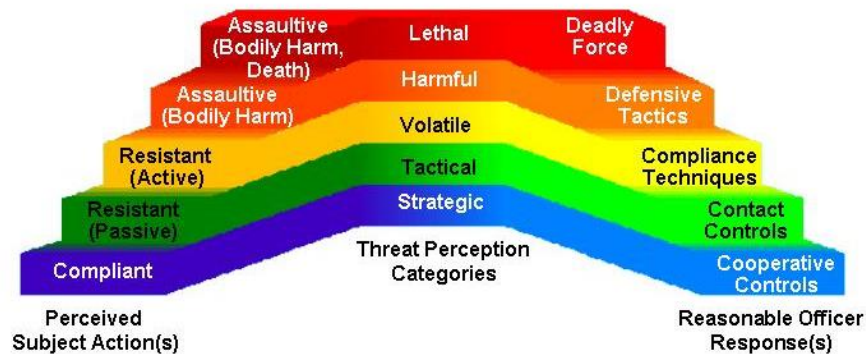 Assaultive
(Bodily Harm,
Death)
Lethal
Deadly
Force
Assaultive
(Bodily Harm)
Harmful
Defensive
Tactics
Resistant
(Active)
Volatile
Compliance
Techniques
Resistant
(Passive)
Tactical
Contact
Controls
Compliant
Strategic
Cooperative
Controls
Threat Perception
Categories
Perceived
Subject Action(s)
Reasonable Officer
Response(s)